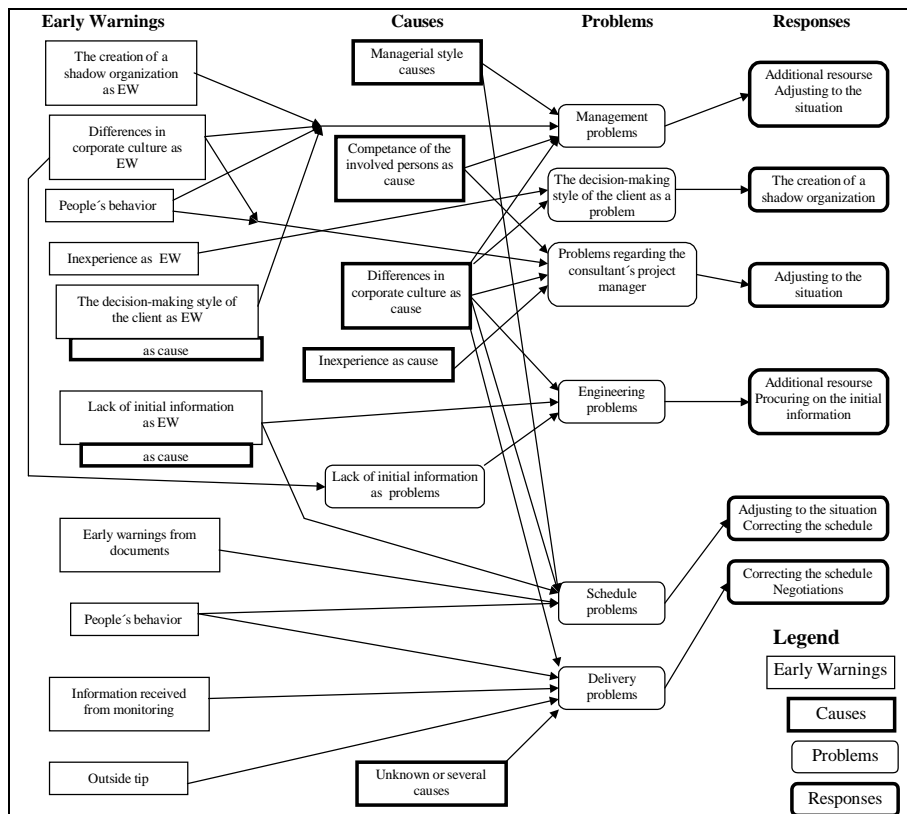 Early Warnings
Causes
Problems
Responses
The creation of a
shadow organization
as EW
Differences in
corporate culture as
EW
People´s behavior
Inexperience as EW
The decision-making style of
the client as EW
as cause
Lack of initial information
as EW
as cause
Early warnings from
documents
People´s behavior
Information received
from monitoring
Outside tip
Managerial style
causes
Competance of the
involved persons as
cause
Differences in
corporate culture as
cause
Inexperience as cause
Lack of initial information
as problems
Unknown or several
causes
Management
problems
The decision-making
style of the client as a
problem
Problems regarding the
consultant´s project
manager
Engineering
problems
Schedule
problems
Delivery
problems
Additional resourse
Adjusting to the
situation
The creation of a
shadow organization
Adjusting to the
situation
Additional resourse
Procuring on the initial
information
Adjusting to the situation
Correcting the schedule
Correcting the schedule
Negotiations
Legend
Early Warnings
Causes
Problems
Responses